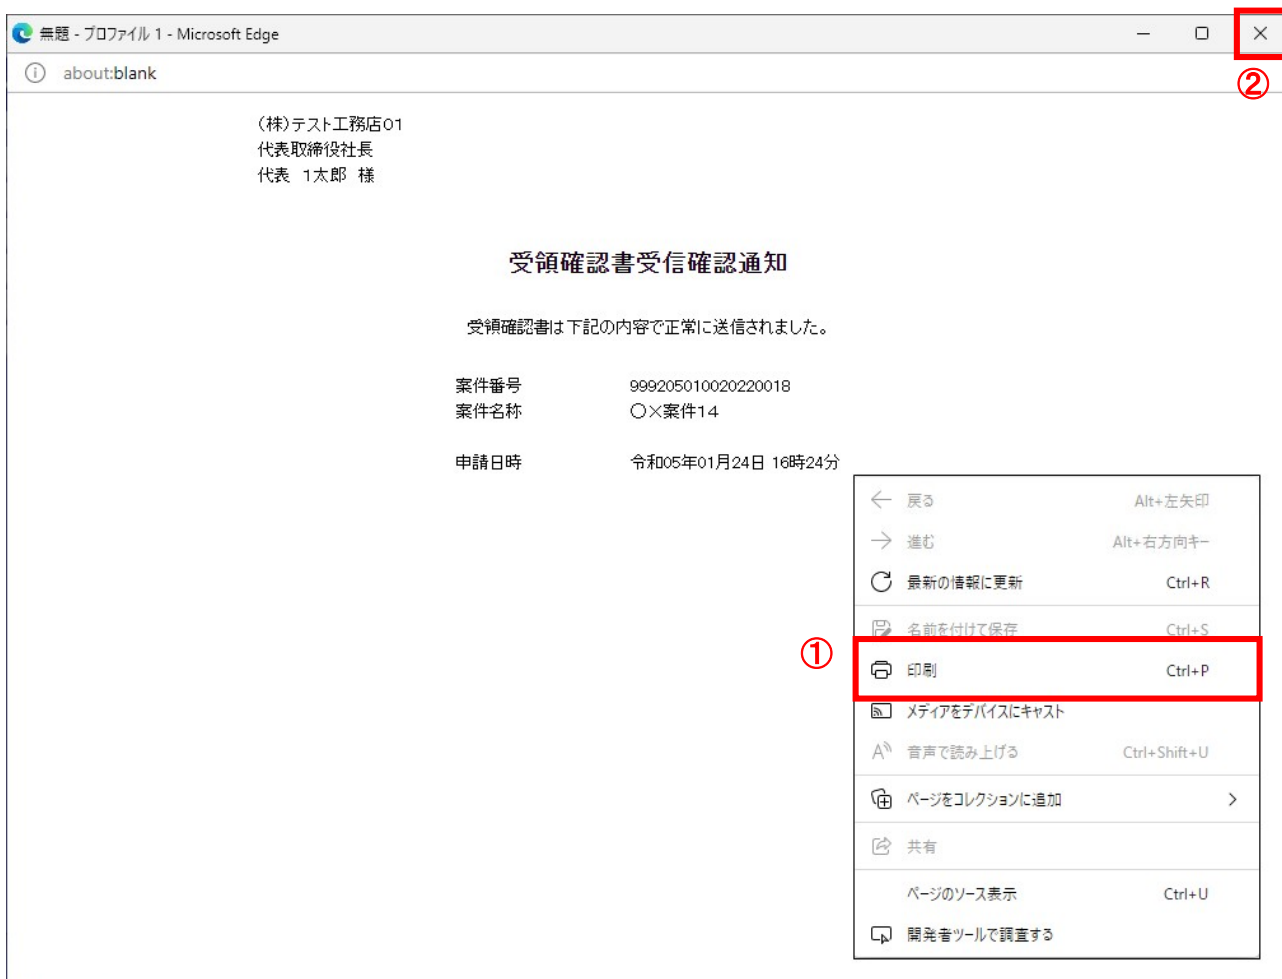 無題 - プロファイル 1 - Microsoft Edge
②
about:blank
(株)テスト工務店01
代表取締役社長
代表 1太郎 様
受領確認書受信確認通知
受領確認書は下記の内容で正常に送信されました。
案件番号 999205010020220018
案件名称 〇×案件14
申請日時 令和05年01月24日 16時24分
戻る Alt+左矢印
進む Alt+右方向キー
最新の情報に更新 Ctrl+R
名前を付けて保存 Ctrl+S
①
印刷 Ctrl+P
メディアをデバイスにキャスト
音声で読み上げる Ctrl+Shift+U
ページをコレクションに追加
共有
ページのソース表示 Ctrl+U
開発者ツールで調査する